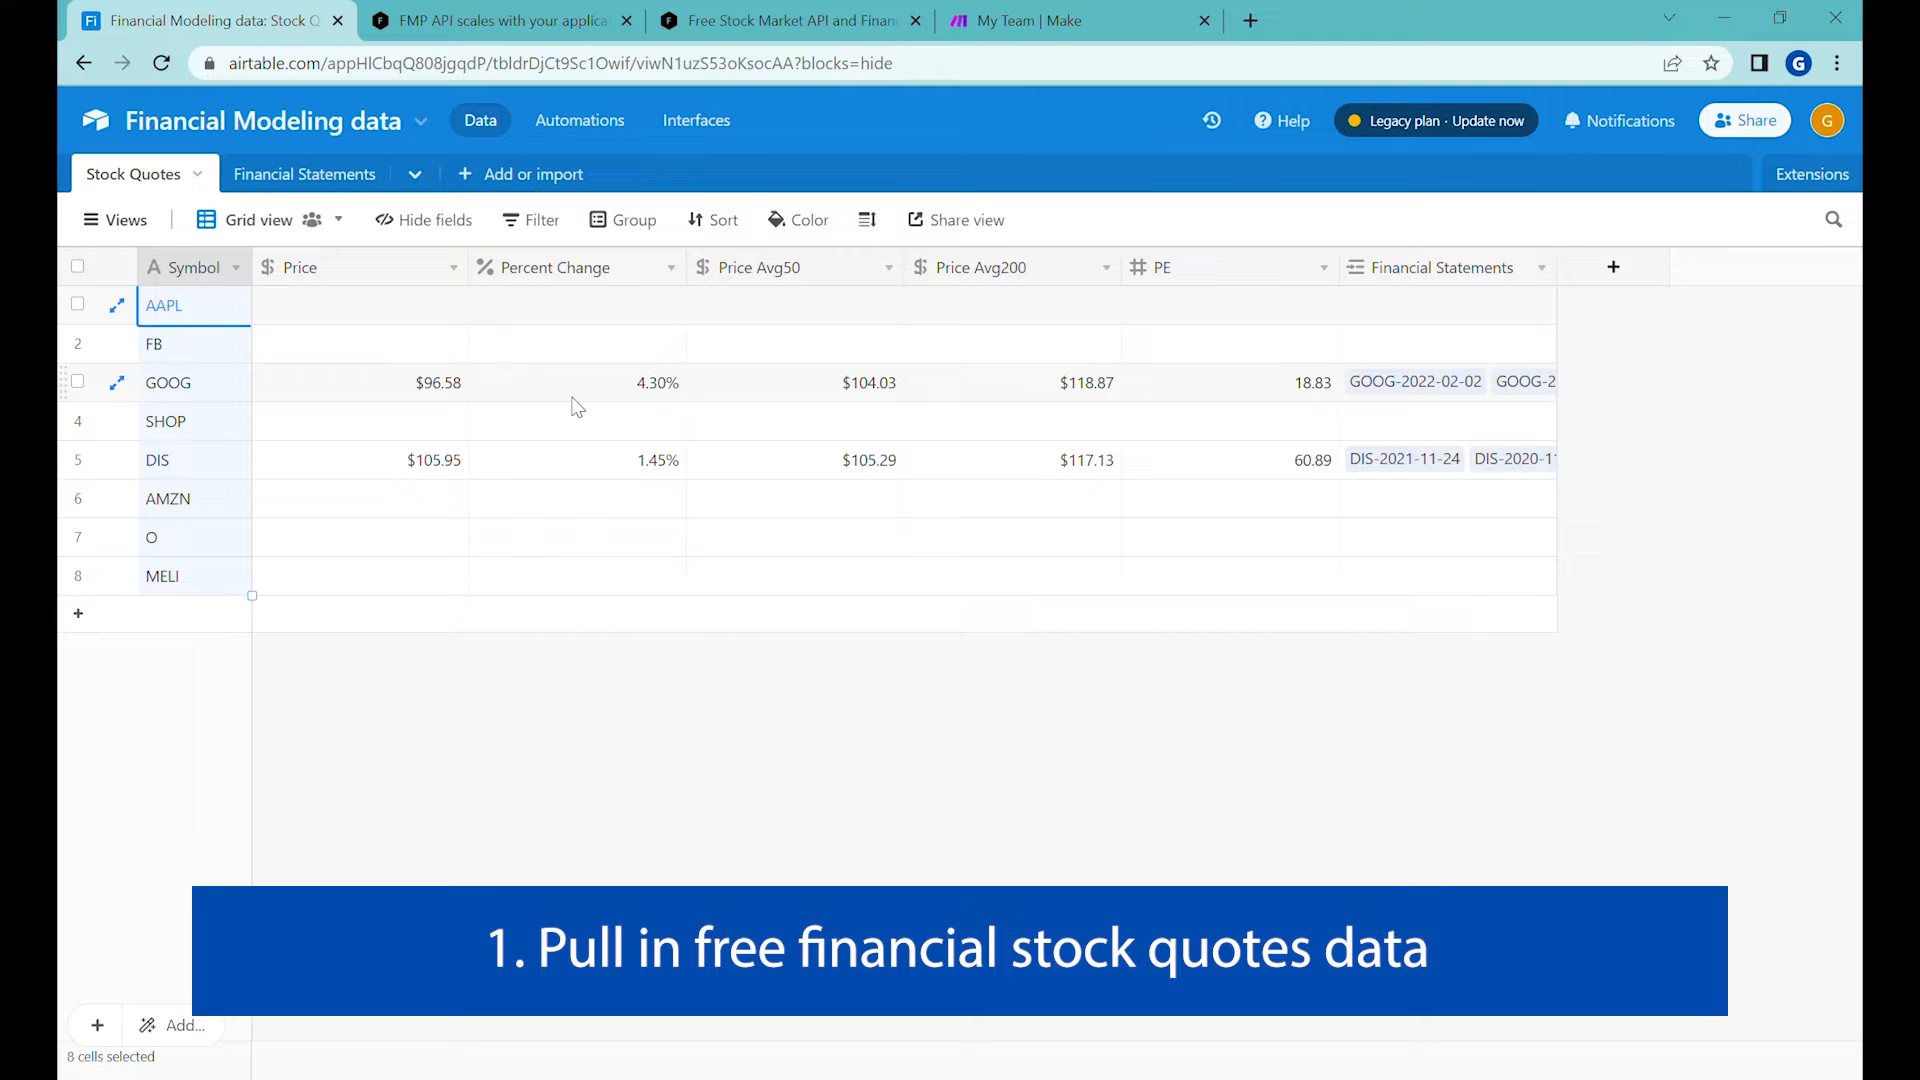 Financial Modeling data: Stock Q
FMP API scales with your applica
Free Stock Market API and Finan
My Team | Make
airtable.com/appHlCbqQ808jgqdP/tbldrDjCt9Sc1Owif/viwN1uzS53oKsocAA?blocks=hide
G
Financial Modeling data
Data
Automations
Interfaces
Help
Legacy plan · Update now
Notifications
Share
G
Stock Quotes
Financial Statements
Add or import
Extensions
Views
Grid view
Hide fields
Filter
Group
Sort
Color
Share view
Symbol
Price
Percent Change
Price Avg50
Price Avg200
PE
Financial Statements
AAPL
2 FB
GOOG $96.58 4.30% $104.03 $118.87 18.83 GOOG-2022-02-02 GOOG-2
4 SHOP
5 DIS $105.95 1.45% $105.29 $117.13 60.89 DIS-2021-11-24 DIS-2020-11
6 AMZN
7 O
8 MELI
1. Pull in free financial stock quotes data
Add...
8 cells selected